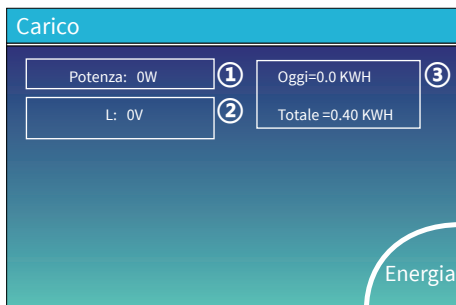 Carico
Potenza: 0W
①
L: 0V
②
Oggi=0.0 KWH
Totale =0.40 KWH
③
Energia